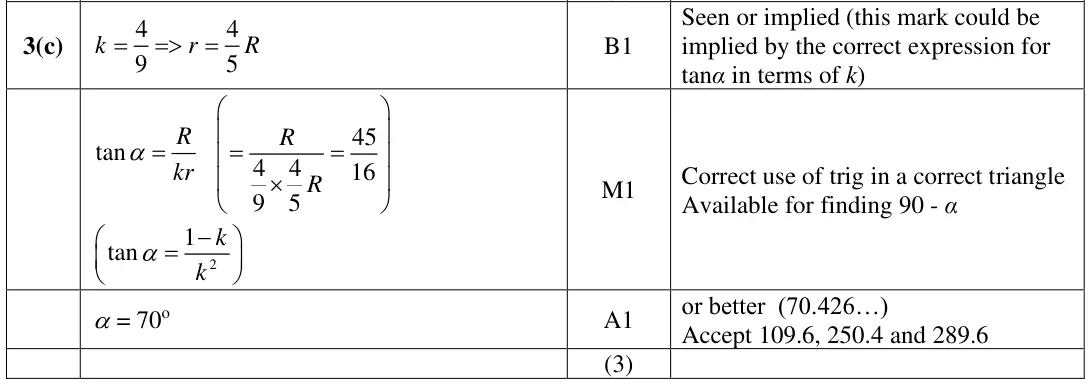 3(c) k = 4/9 => r = 4/5 R B1 Seen or implied (this mark could be
implied by the correct expression for
tanα in terms of k)
tan α = R/kr ( = R/(4/9 × 4/5 R) = 45/16 )
( tan α = (1 − k)/k² )
M1 Correct use of trig in a correct triangle
Available for finding 90 - α
α = 70° A1 or better (70.426…)
Accept 109.6, 250.4 and 289.6
(3)